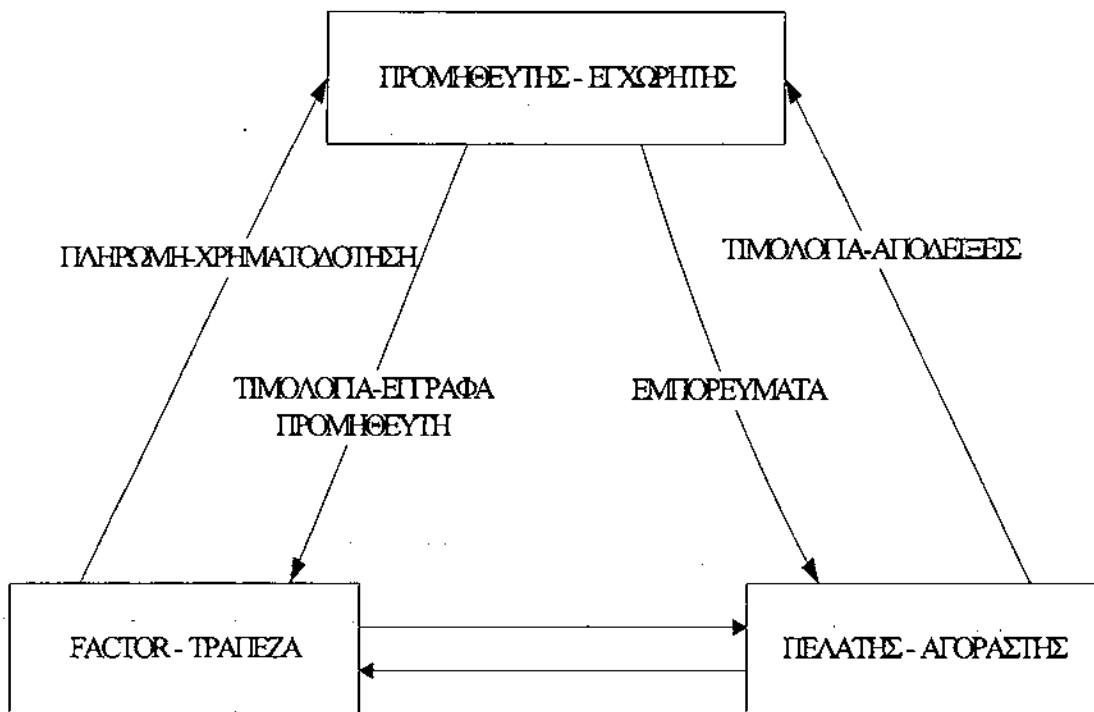 ΠΡΟΜΗΘΕΥΤΗΣ - ΕΓΧΩΡΗΤΗΣ
ΠΛΗΡΩΜΗ-ΧΡΗΜΑΤΟΔΟΤΗΣΗ
ΤΙΜΟΛΟΓΙΑ-ΑΠΟΔΕΙΞΕΙΣ
ΤΙΜΟΛΟΓΙΑ-ΕΓΓΡΑΦΑ
ΠΡΟΜΗΘΕΥΤΗ
ΕΜΠΟΡΕΥΜΑΤΑ
FACTOR - ΤΡΑΠΕΖΑ
ΠΕΛΑΤΗΣ - ΑΓΟΡΑΣΤΗΣ